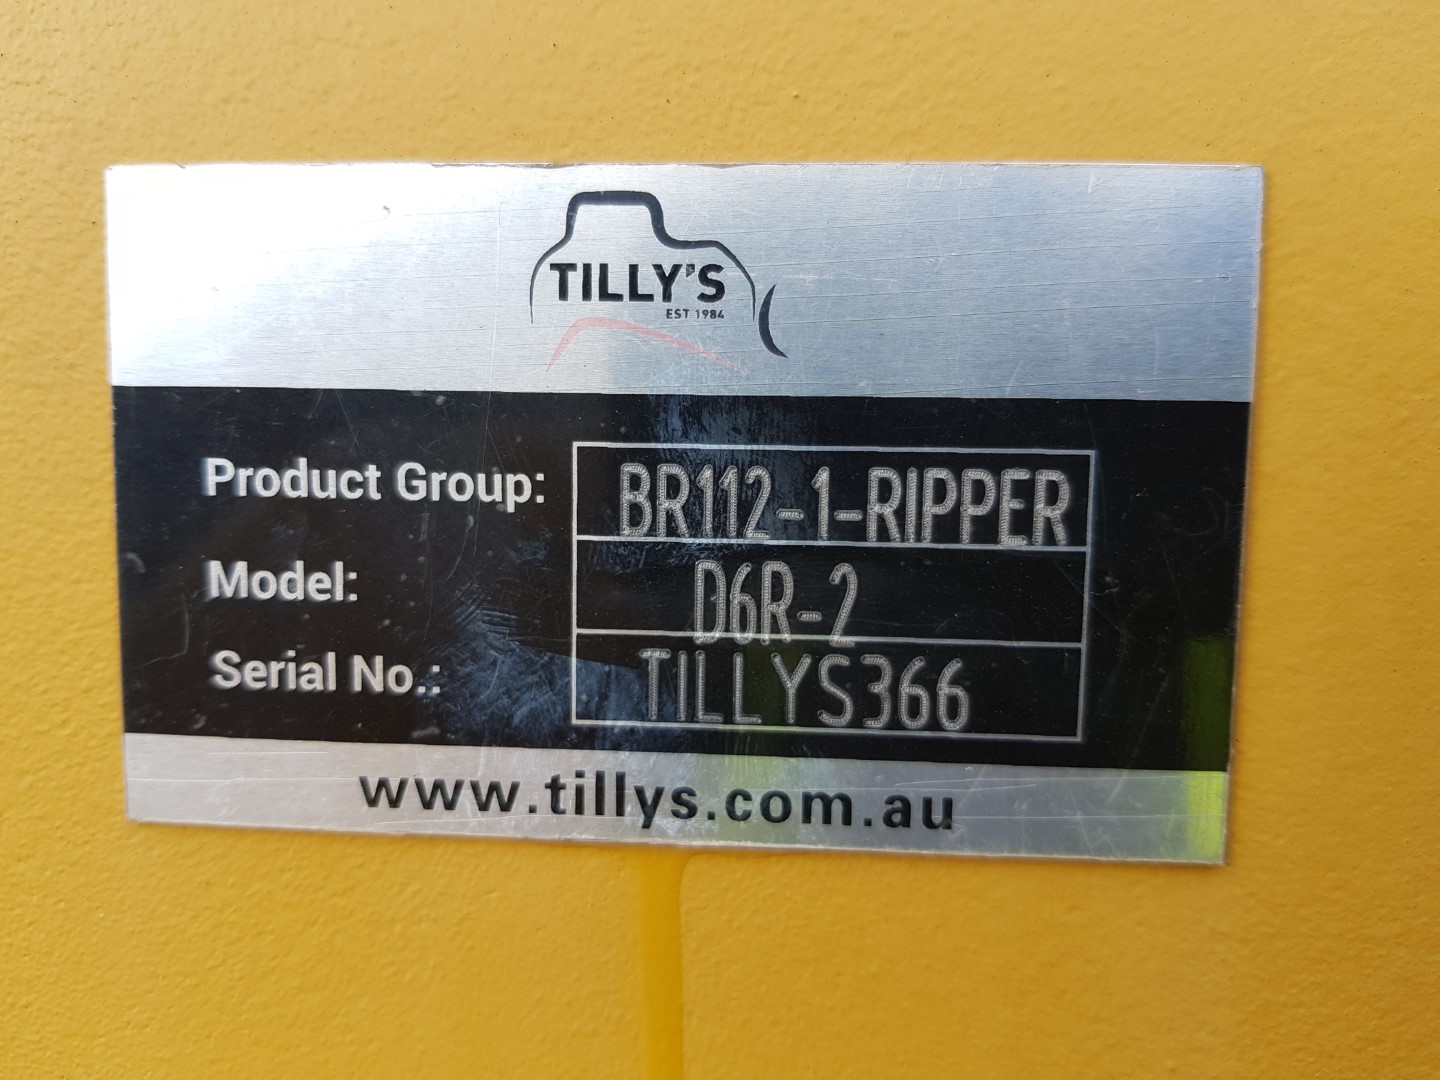 TILLY'S
EST 1984
Product Group: BR112-1-RIPPER
Model: D6R-2
Serial No.: TILLYS366
www.tillys.com.au